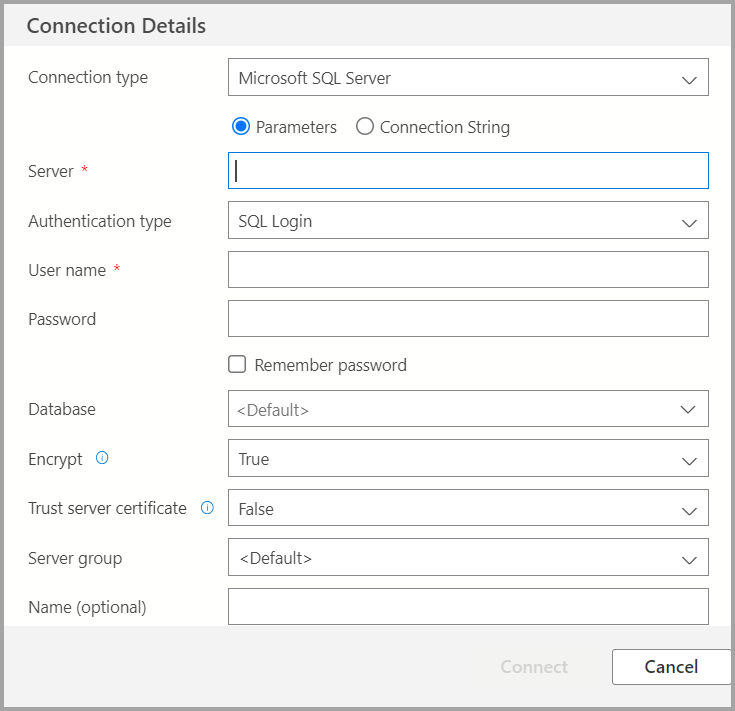 Connection Details
Connection type Microsoft SQL Server
Parameters Connection String
Server *
Authentication type SQL Login
User name *
Password
Remember password
Database <Default>
Encrypt True
Trust server certificate False
Server group <Default>
Name (optional)
Connect Cancel